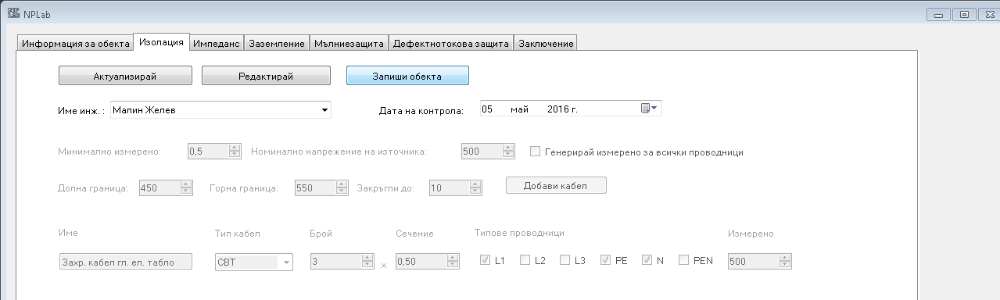 NPLab
Информация за обекта Изолация Импеданс Заземление Мълниезащита Дефектнотокова защита Заключение
Актуализирай Редактирай Запиши обекта
Име инж. : Малин Желев Дата на контрола: 05 май 2016 г.
Минимално измерено: 0,5 Номинално напрежение на източника: 500 Генерирай измерено за всички проводници
Долна граница: 450 Горна граница: 550 Закръгли до: 10 Добави кабел
Име Тип кабел Брой Сечение Типове проводници Измерено
Захр. кабел гл. ел. табло СВТ 3 x 0,50 L1 L2 L3 PE N PEN 500